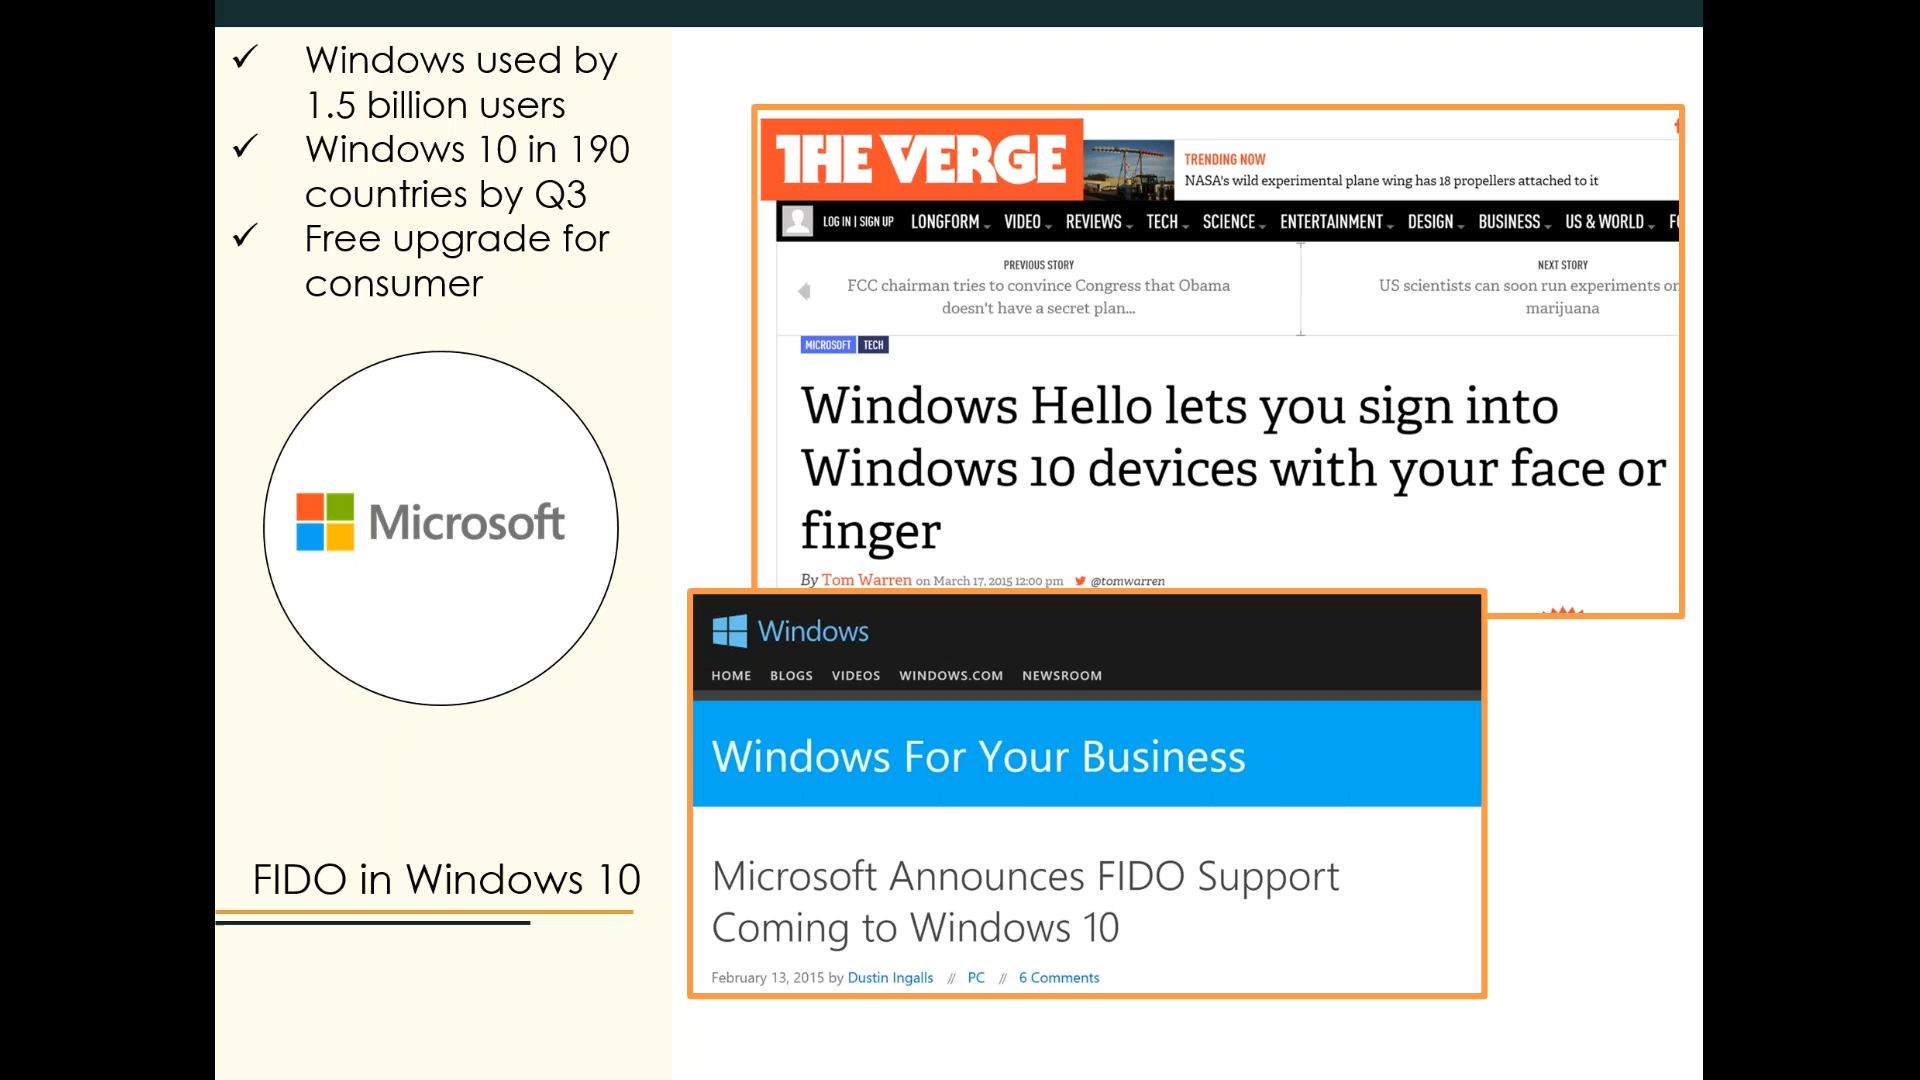 ✓ Windows used by
1.5 billion users
✓ Windows 10 in 190
countries by Q3
✓ Free upgrade for
consumer
Microsoft
FIDO in Windows 10
THE VERGE
TRENDING NOW
NASA's wild experimental plane wing has 18 propellers attached to it
LOG IN | SIGN UP LONGFORM VIDEO REVIEWS TECH SCIENCE ENTERTAINMENT DESIGN BUSINESS US & WORLD
PREVIOUS STORY
FCC chairman tries to convince Congress that Obama
doesn't have a secret plan...
NEXT STORY
US scientists can soon run experiments on
marijuana
MICROSOFT TECH
Windows Hello lets you sign into
Windows 10 devices with your face or
finger
By Tom Warren on March 17, 2015 12:00 pm @tomwarren
Windows
HOME BLOGS VIDEOS WINDOWS.COM NEWSROOM
Windows For Your Business
Microsoft Announces FIDO Support
Coming to Windows 10
February 13, 2015 by Dustin Ingalls // PC // 6 Comments